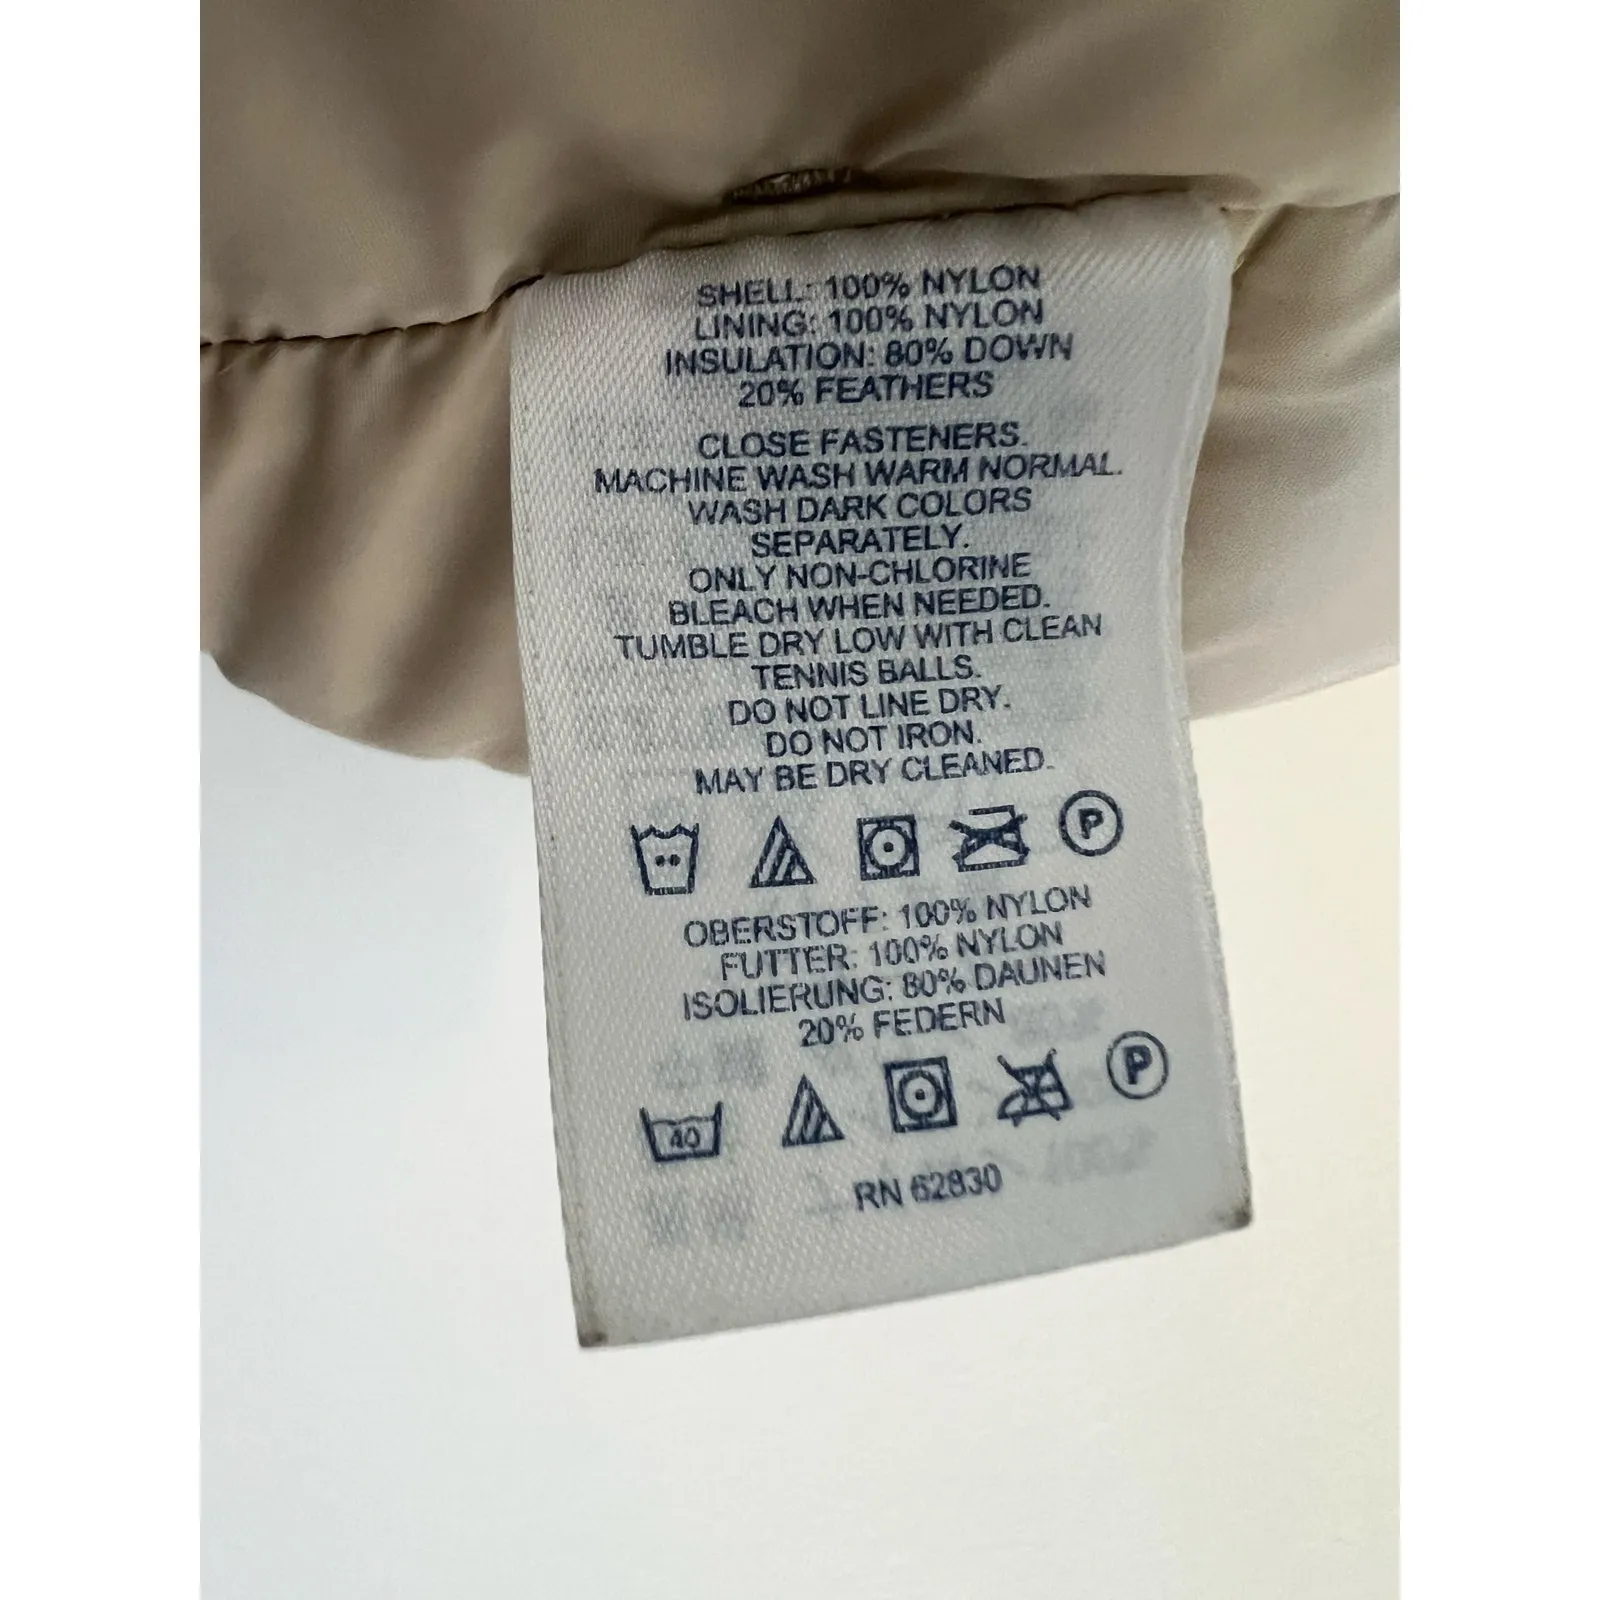 SHELL: 100% NYLON
LINING: 100% NYLON
INSULATION: 80% DOWN
20% FEATHERS
CLOSE FASTENERS.
MACHINE WASH WARM NORMAL.
WASH DARK COLORS
SEPARATELY.
ONLY NON-CHLORINE
BLEACH WHEN NEEDED.
TUMBLE DRY LOW WITH CLEAN
TENNIS BALLS.
DO NOT LINE DRY.
DO NOT IRON.
MAY BE DRY CLEANED.
P
OBERSTOFF: 100% NYLON
FUTTER: 100% NYLON
ISOLIERUNG: 80% DAUNEN
20% FEDERN
40 P
RN 62830